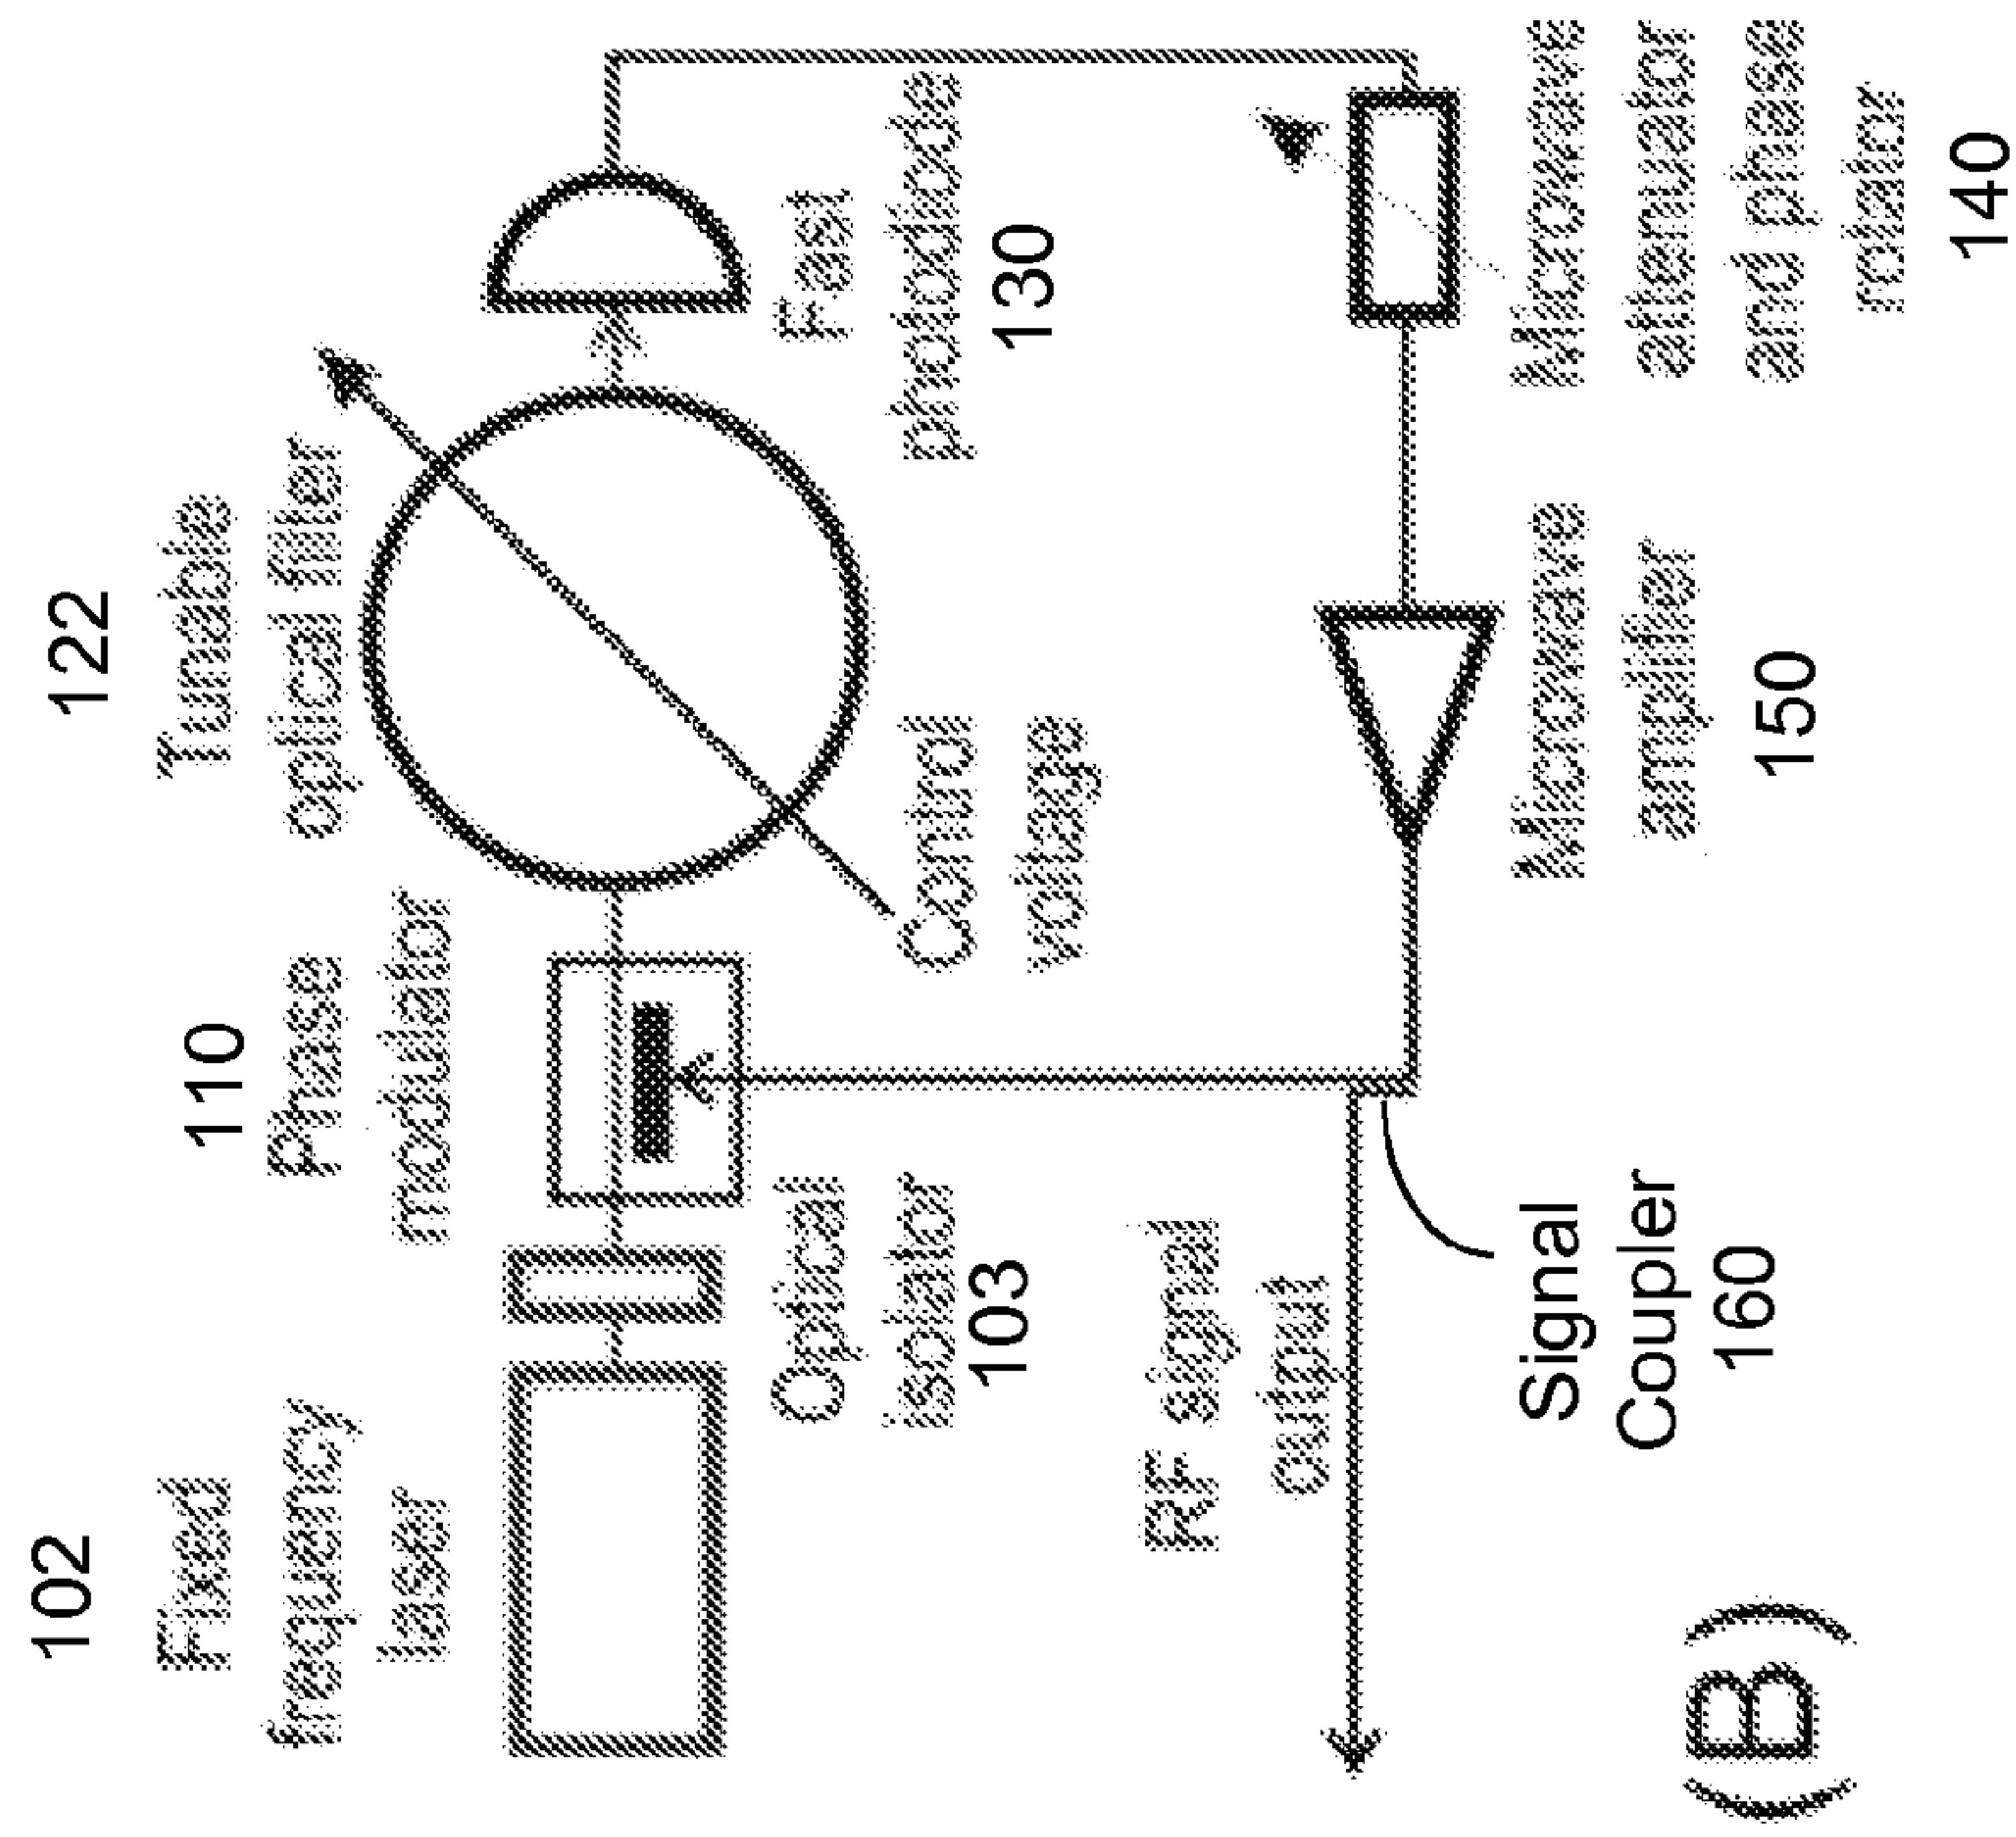 102
Fixed
frequency
laser
110
Phase
modulator
122
Tunable
optical filter
Optical
isolator
103
Control
voltage
Fast
photodiode
130
RF signal
output
Signal
Coupler
160
Microwave
amplifier
150
Microwave
attenuator
and phase
rotator
140
(B)